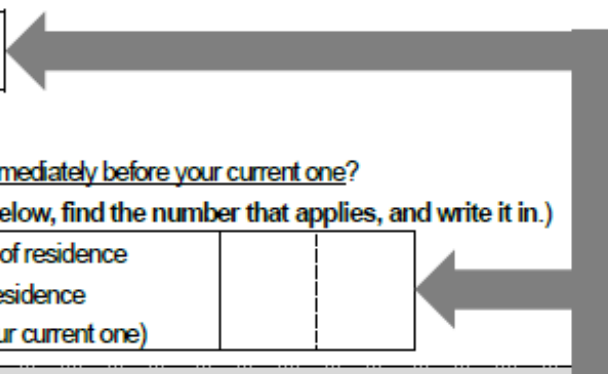 mediately before your current one?
elow, find the number that applies, and write it in.)
of residence
esidence
ur current one)